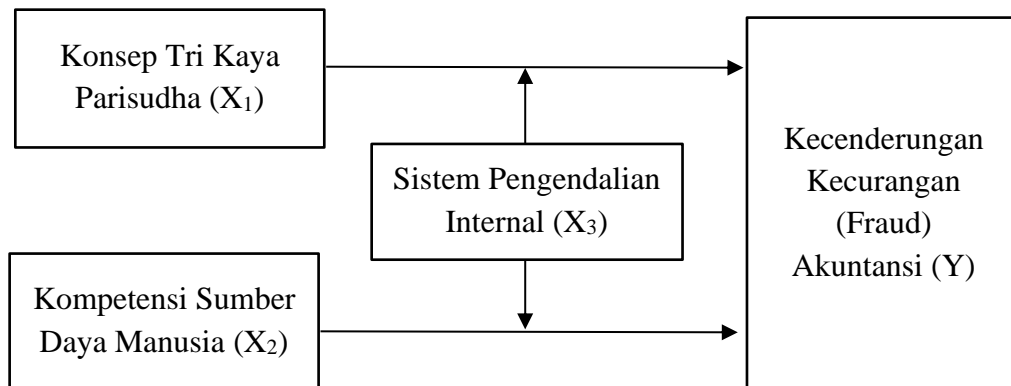 Konsep Tri Kaya
Parisudha (X₁)
Sistem Pengendalian
Internal (X₃)
Kompetensi Sumber
Daya Manusia (X₂)
Kecenderungan
Kecurangan
(Fraud)
Akuntansi (Y)